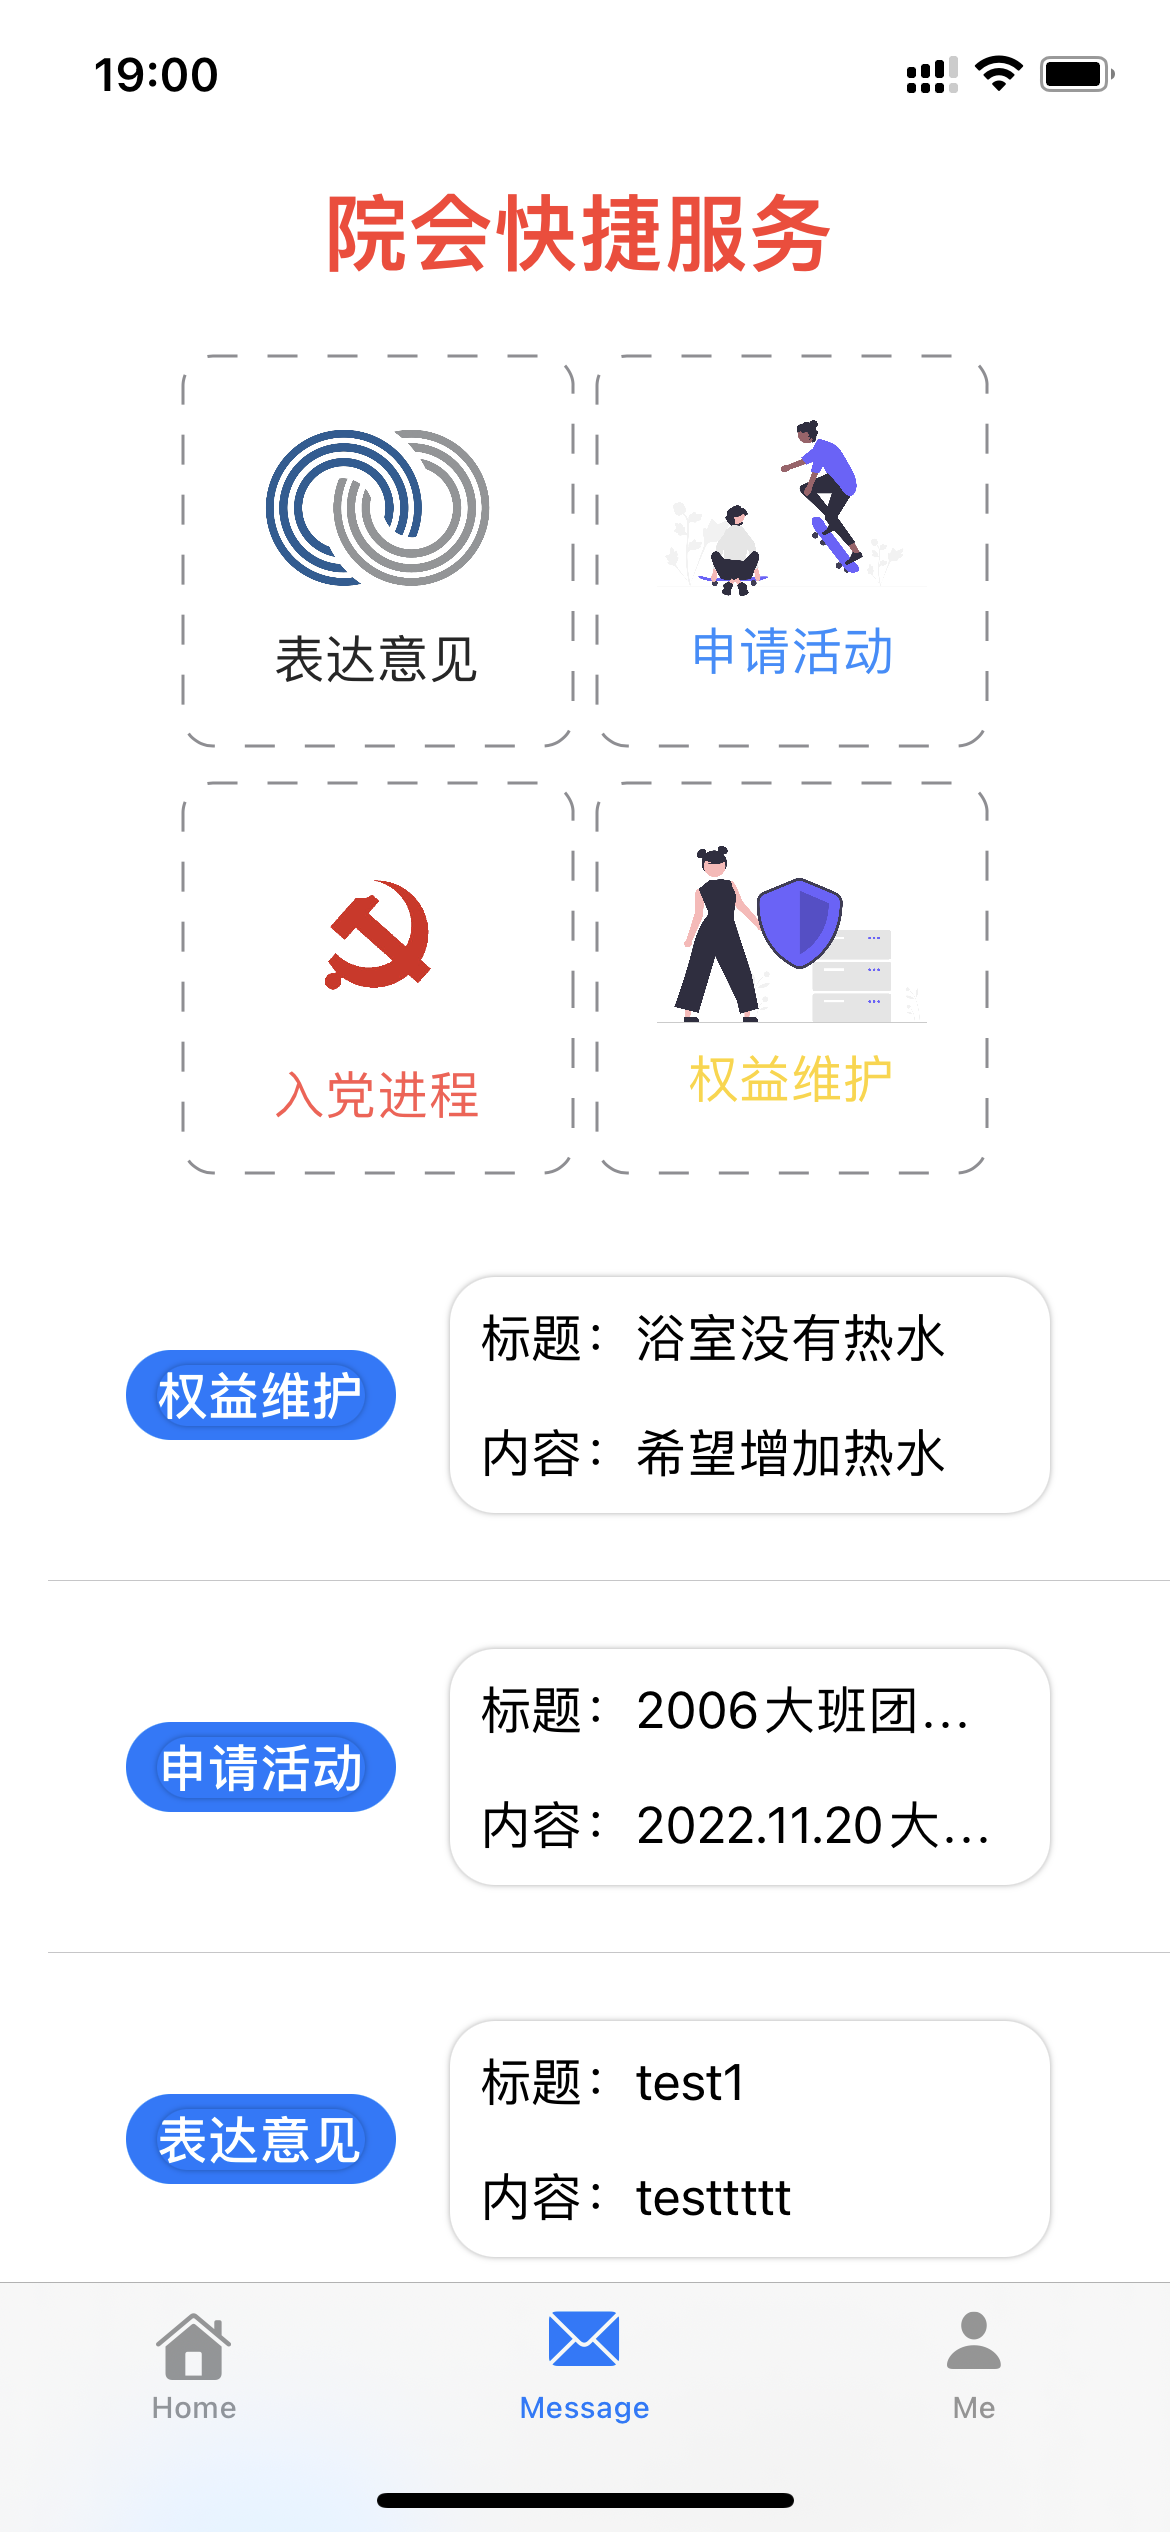 19:00
院会快捷服务
表达意见
申请活动
入党进程
权益维护
权益维护
标题：浴室没有热水
内容：希望增加热水
申请活动
标题：2006大班团...
内容：2022.11.20大...
表达意见
标题：test1
内容：testtttt
Home
Message
Me